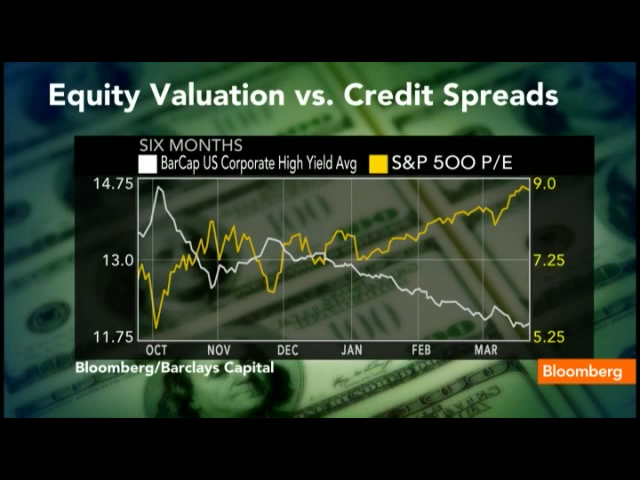 Equity Valuation vs. Credit Spreads
SIX MONTHS
BarCap US Corporate High Yield Avg S&P 500 P/E
14.75 9.0
13.0 7.25
11.75 5.25
OCT NOV DEC JAN FEB MAR
Bloomberg/Barclays Capital
Bloomberg